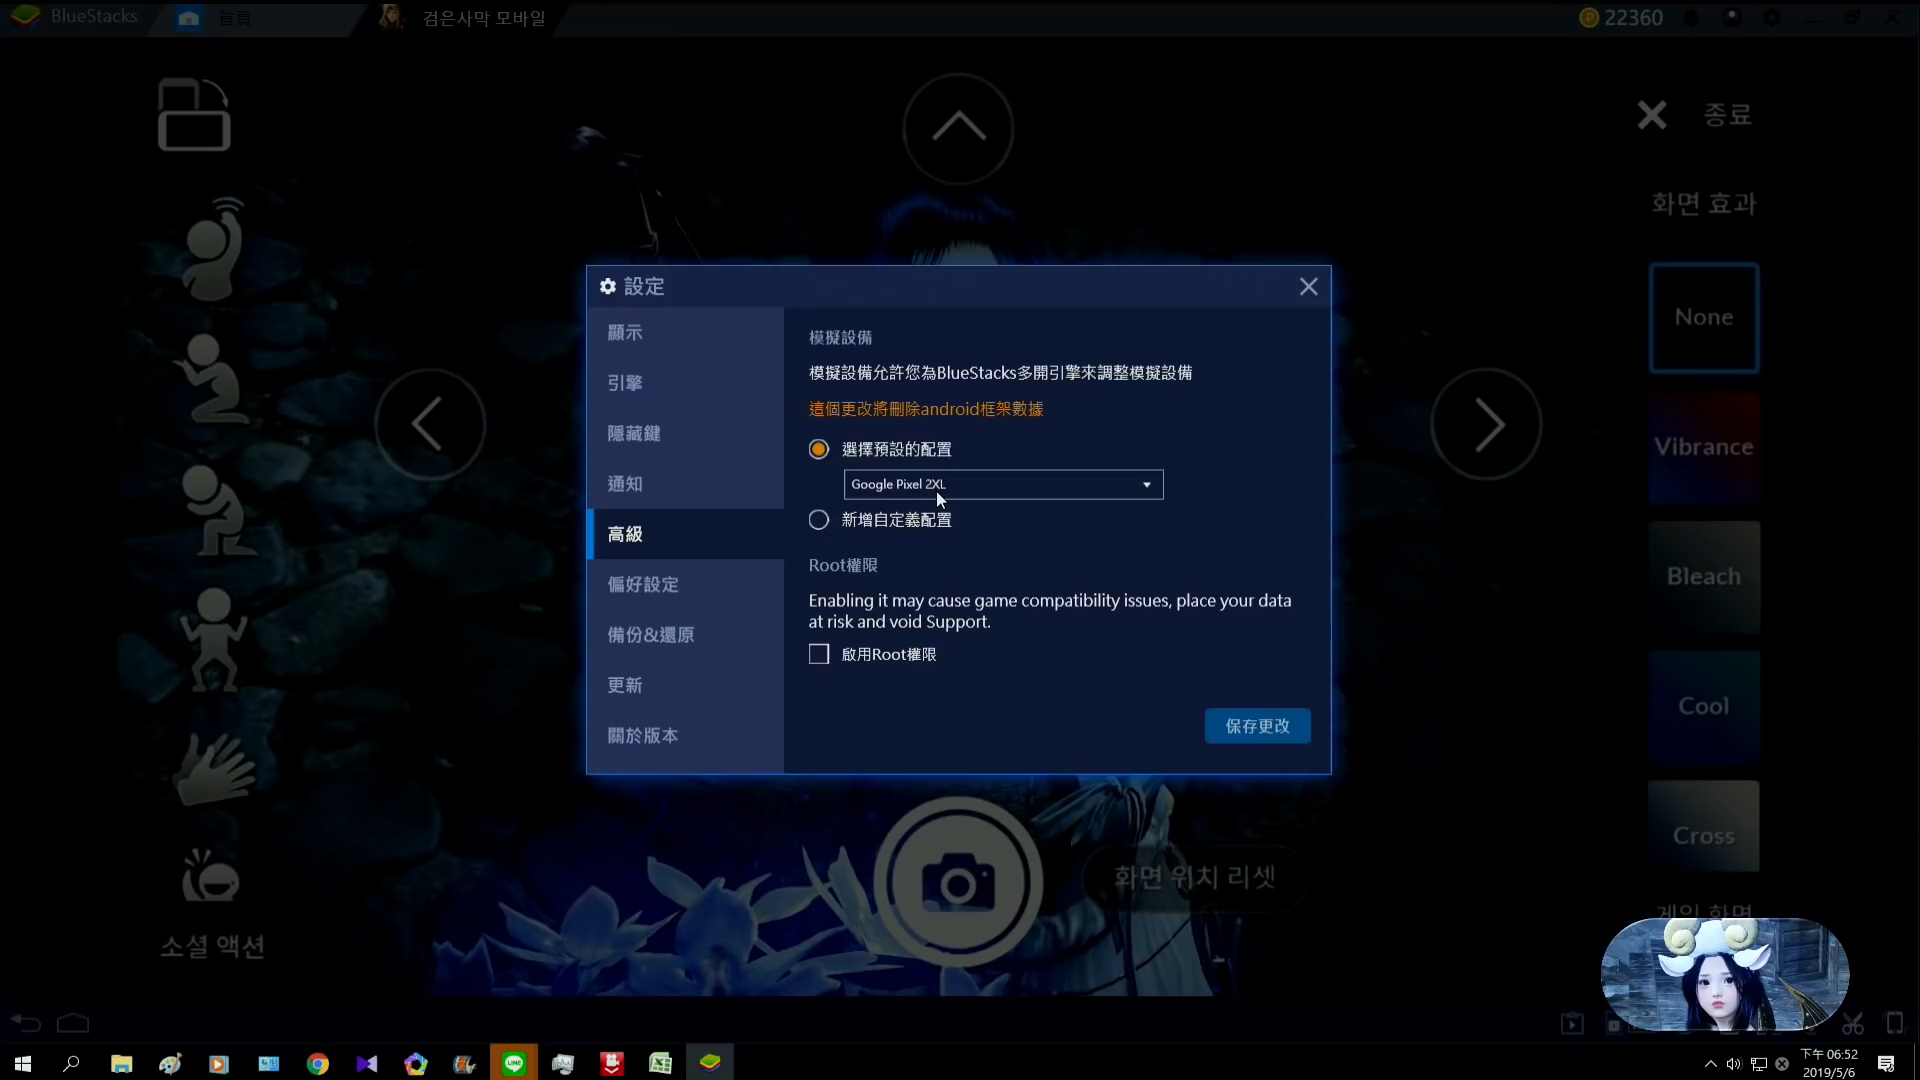 BlueStacks
首頁
검은사막 모바일
22360
종료
화면 효과
None
Vibrance
Bleach
Cool
Cross
게임 화면
設定
顯示
引擎
隱藏鍵
通知
高級
偏好設定
備份&還原
更新
關於版本
模擬設備
模擬設備允許您為BlueStacks多開引擎來調整模擬設備
這個更改將刪除android框架數據
選擇預設的配置
Google Pixel 2XL
新增自定義配置
Root權限
Enabling it may cause game compatibility issues, place your data
at risk and void Support.
啟用Root權限
保存更改
화면 위치 리셋
소셜 액션
LINE
下午 06:52
2019/5/6